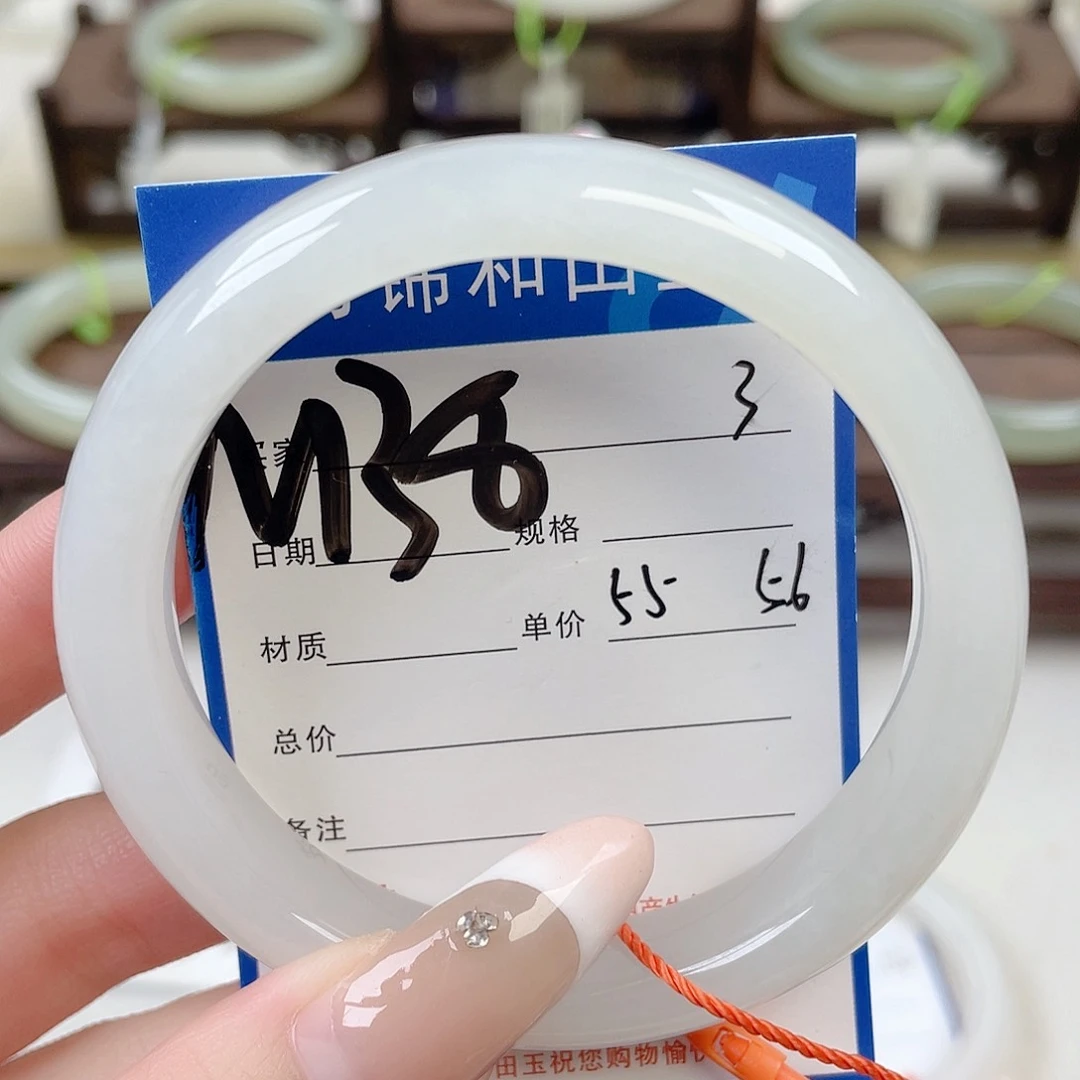 饰和田
M38 3
日期 规格
材质 单价 55 56
总价
备注
田玉祝您购物愉